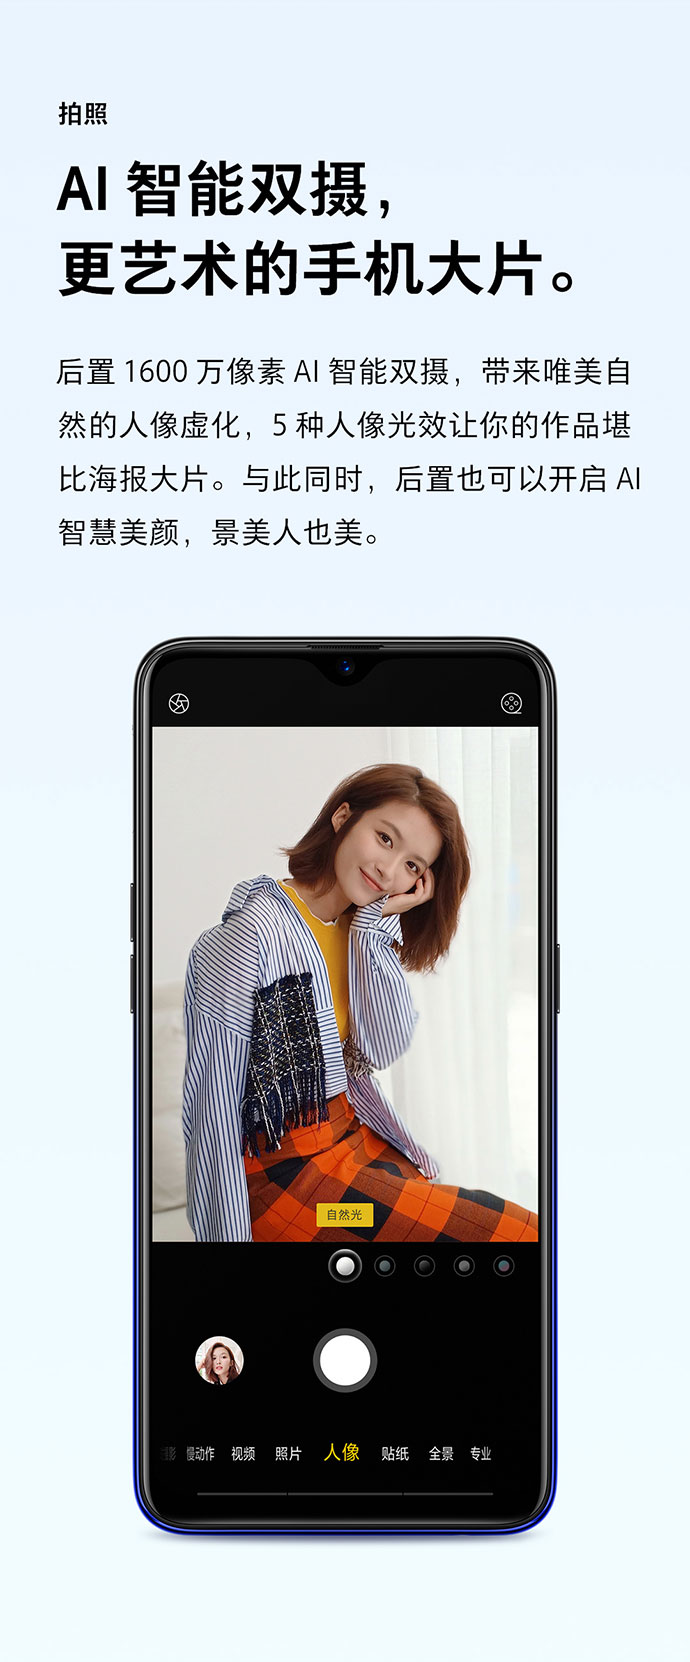 拍照
AI 智能双摄，
更艺术的手机大片。
后置 1600 万像素 AI 智能双摄，带来唯美自
然的人像虚化，5 种人像光效让你的作品堪
比海报大片。与此同时，后置也可以开启 AI
智慧美颜，景美人也美。
自然光
慢动作 视频 照片 人像 贴纸 全景 专业